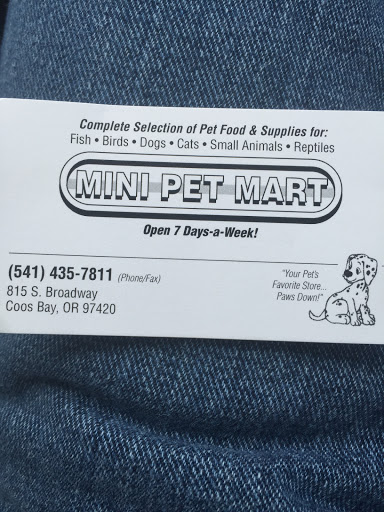 Complete Selection of Pet Food & Supplies for:
Fish • Birds • Dogs • Cats • Small Animals • Reptiles
MINI PET MART
Open 7 Days-a-Week!
(541) 435-7811 (Phone/Fax)
815 S. Broadway
Coos Bay, OR 97420
"Your Pet's
Favorite Store...
Paws Down!"